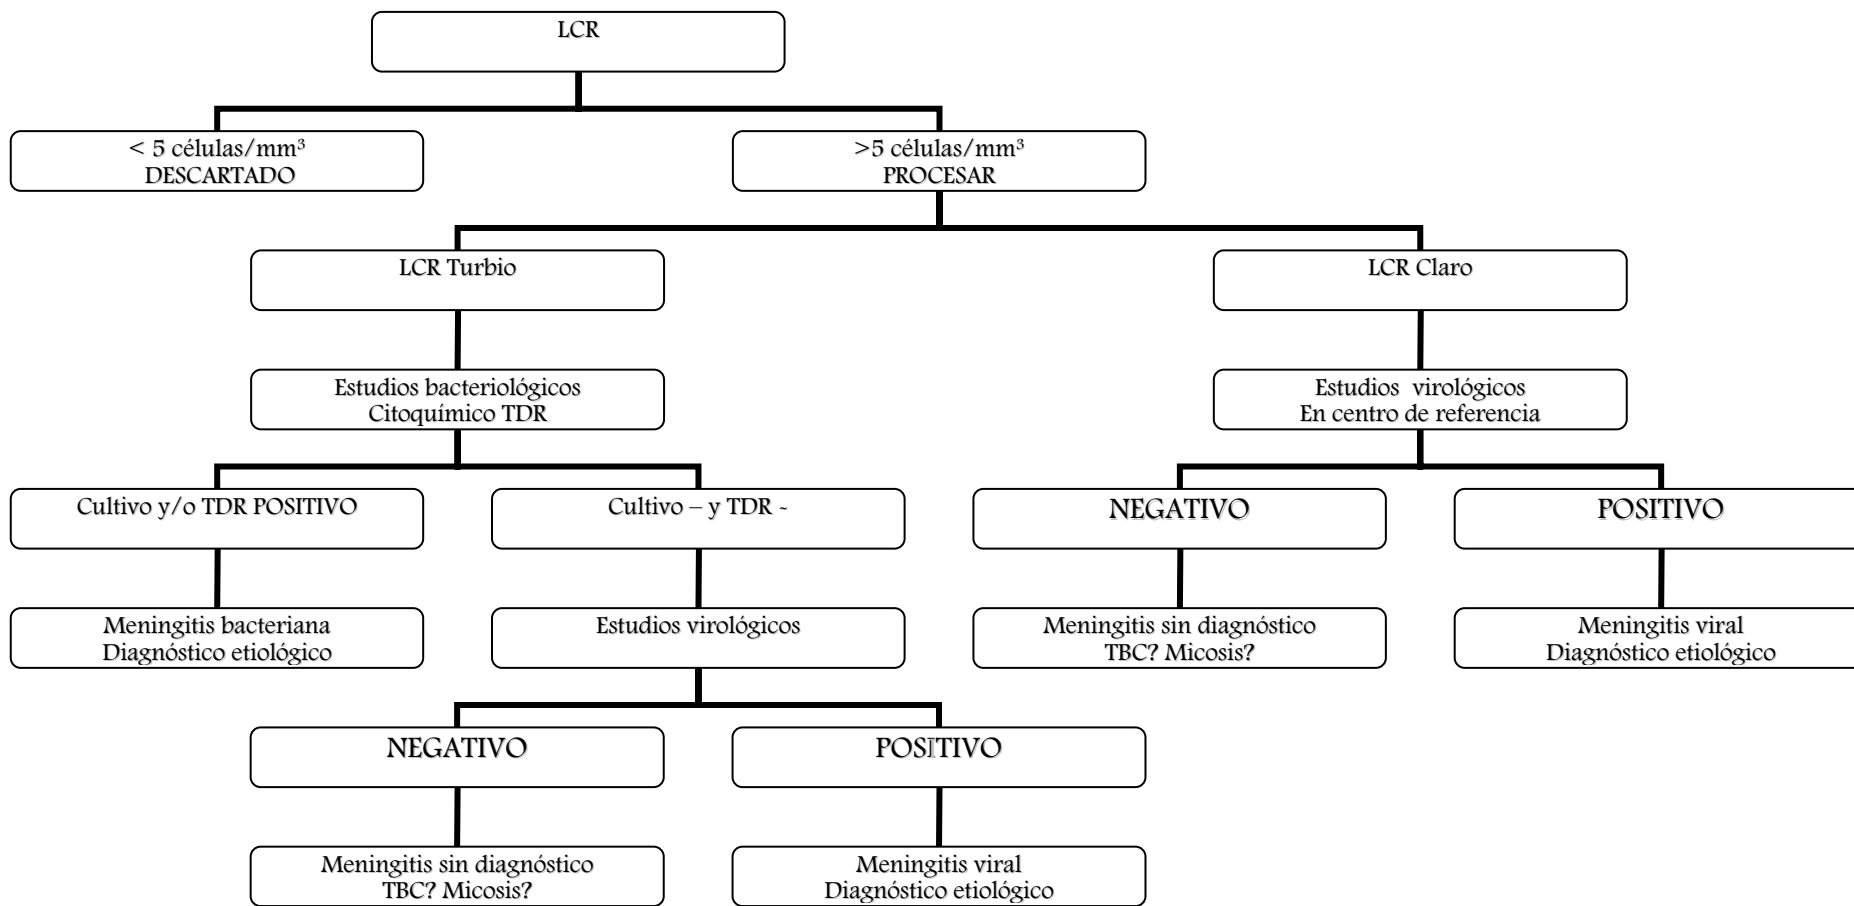 LCR
< 5 células/mm³
DESCARTADO
>5 células/mm³
PROCESAR
LCR Turbio
LCR Claro
Estudios bacteriológicos
Citoquímico TDR
Estudios  virológicos
En centro de referencia
Cultivo y/o TDR POSITIVO
Cultivo – y TDR -
NEGATIVO
POSITIVO
Meningitis bacteriana
Diagnóstico etiológico
Estudios virológicos
Meningitis sin diagnóstico
TBC? Micosis?
Meningitis viral
Diagnóstico etiológico
NEGATIVO
POSITIVO
Meningitis sin diagnóstico
TBC? Micosis?
Meningitis viral
Diagnóstico etiológico